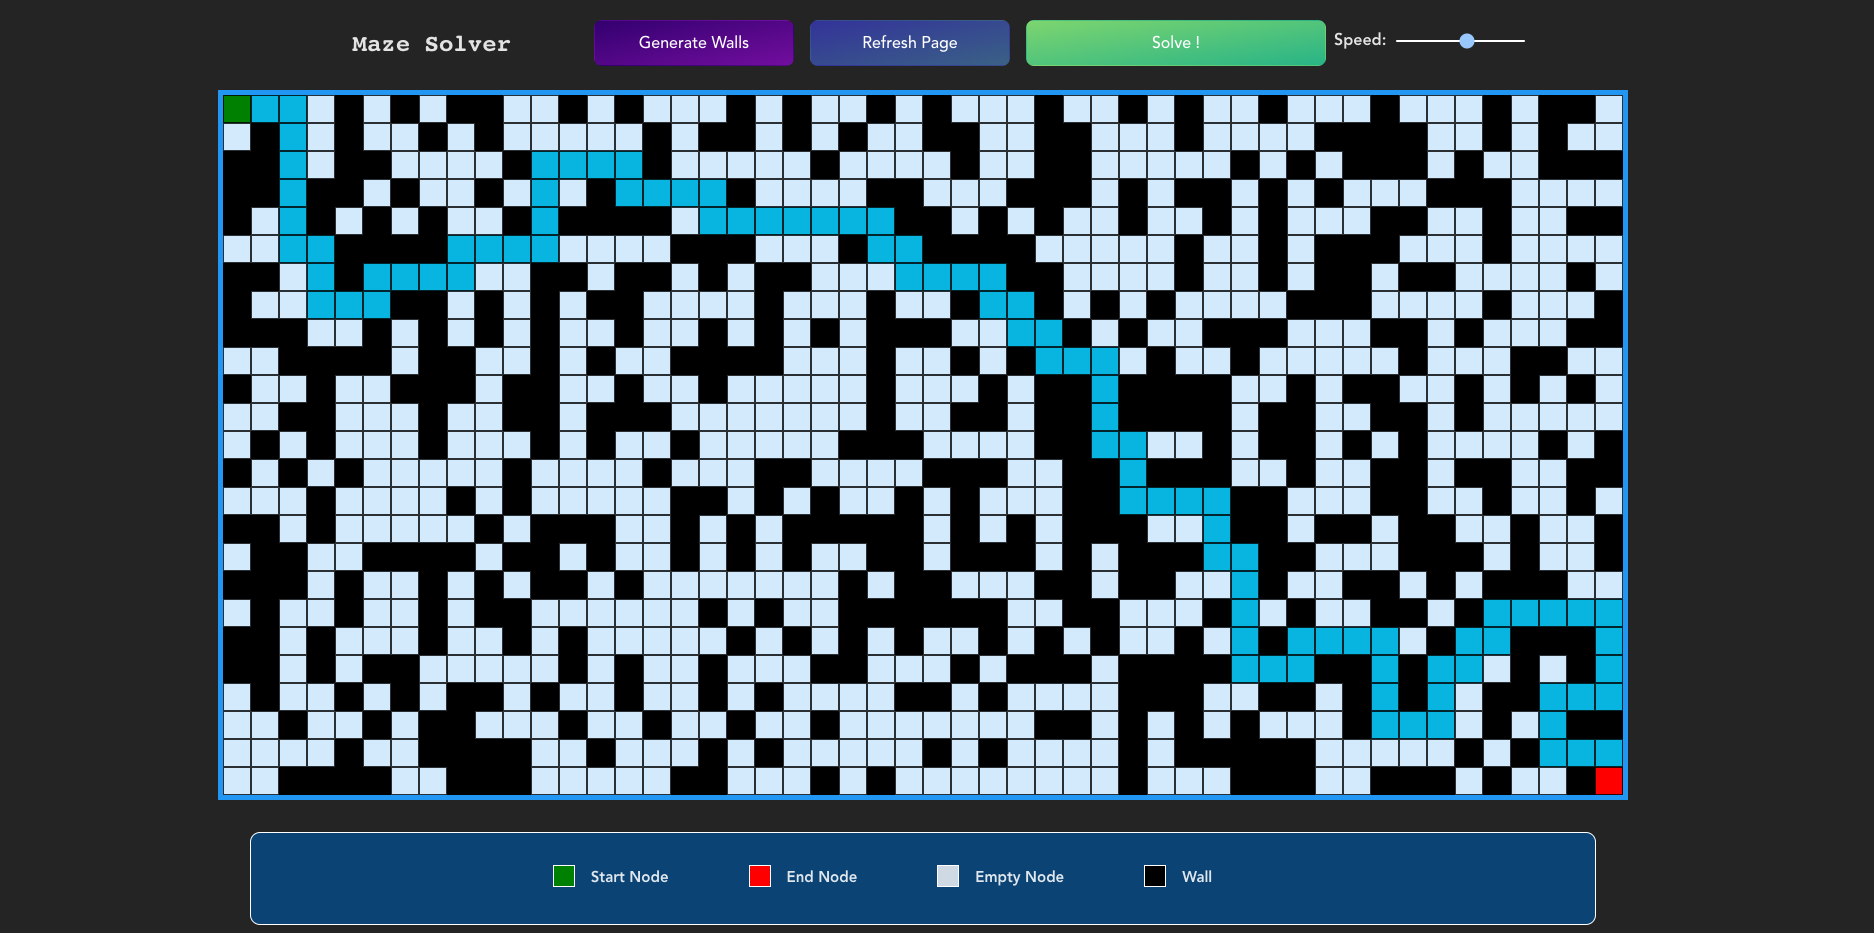 Maze Solver
Generate Walls
Refresh Page
Solve !
Speed:
Start Node
End Node
Empty Node
Wall